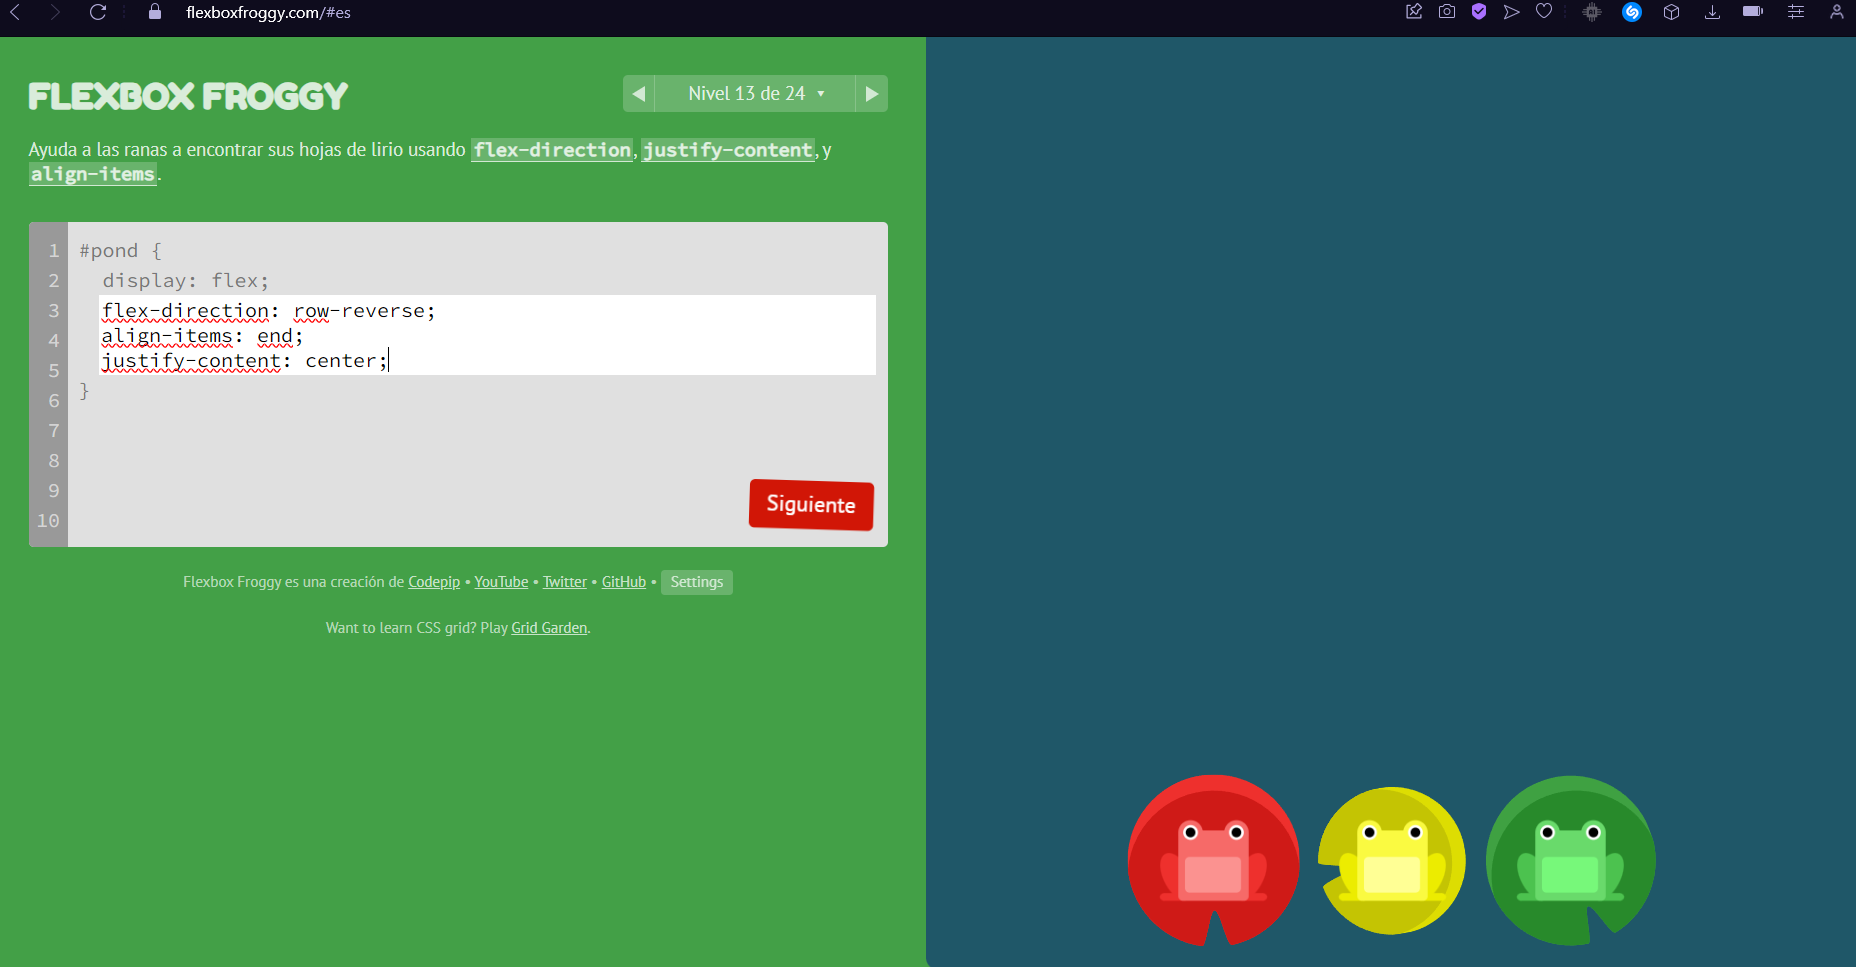 flexboxfroggy.com/#es
FLEXBOX FROGGY
Nivel 13 de 24 ▾
Ayuda a las ranas a encontrar sus hojas de lirio usando flex-direction, justify-content, y
align-items.
1 #pond {
2 display: flex;
3 flex-direction: row-reverse;
4 align-items: end;
5 justify-content: center;
6 }
7
8
9
10
Siguiente
Flexbox Froggy es una creación de Codepip • YouTube • Twitter • GitHub • Settings
Want to learn CSS grid? Play Grid Garden.